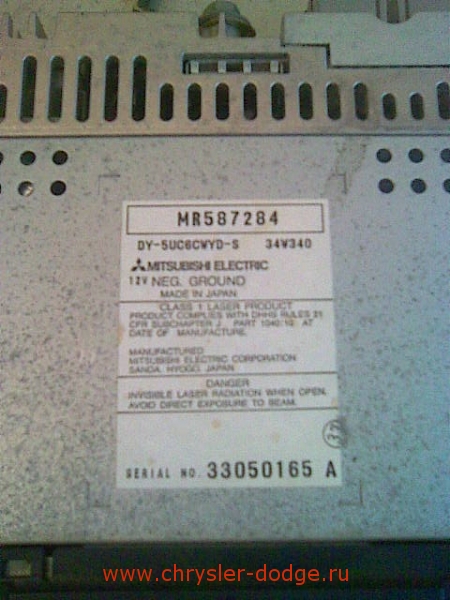 MR587284
DY-5UC6CWYD-S 34W340
MITSUBISHI ELECTRIC
12V NEG. GROUND
MADE IN JAPAN
CLASS 1 LASER PRODUCT
PRODUCT COMPLIES WITH DHHS RULES 21
CFR SUBCHAPTER J, PART 1040.10, AT
DATE OF MANUFACTURE.
MANUFACTURED
MITSUBISHI ELECTRIC CORPORATION
SANDA, HYOGO, JAPAN
DANGER
INVISIBLE LASER RADIATION WHEN OPEN.
AVOID DIRECT EXPOSURE TO BEAM.
SERIAL NO. 33050165 A
www.chrysler-dodge.ru